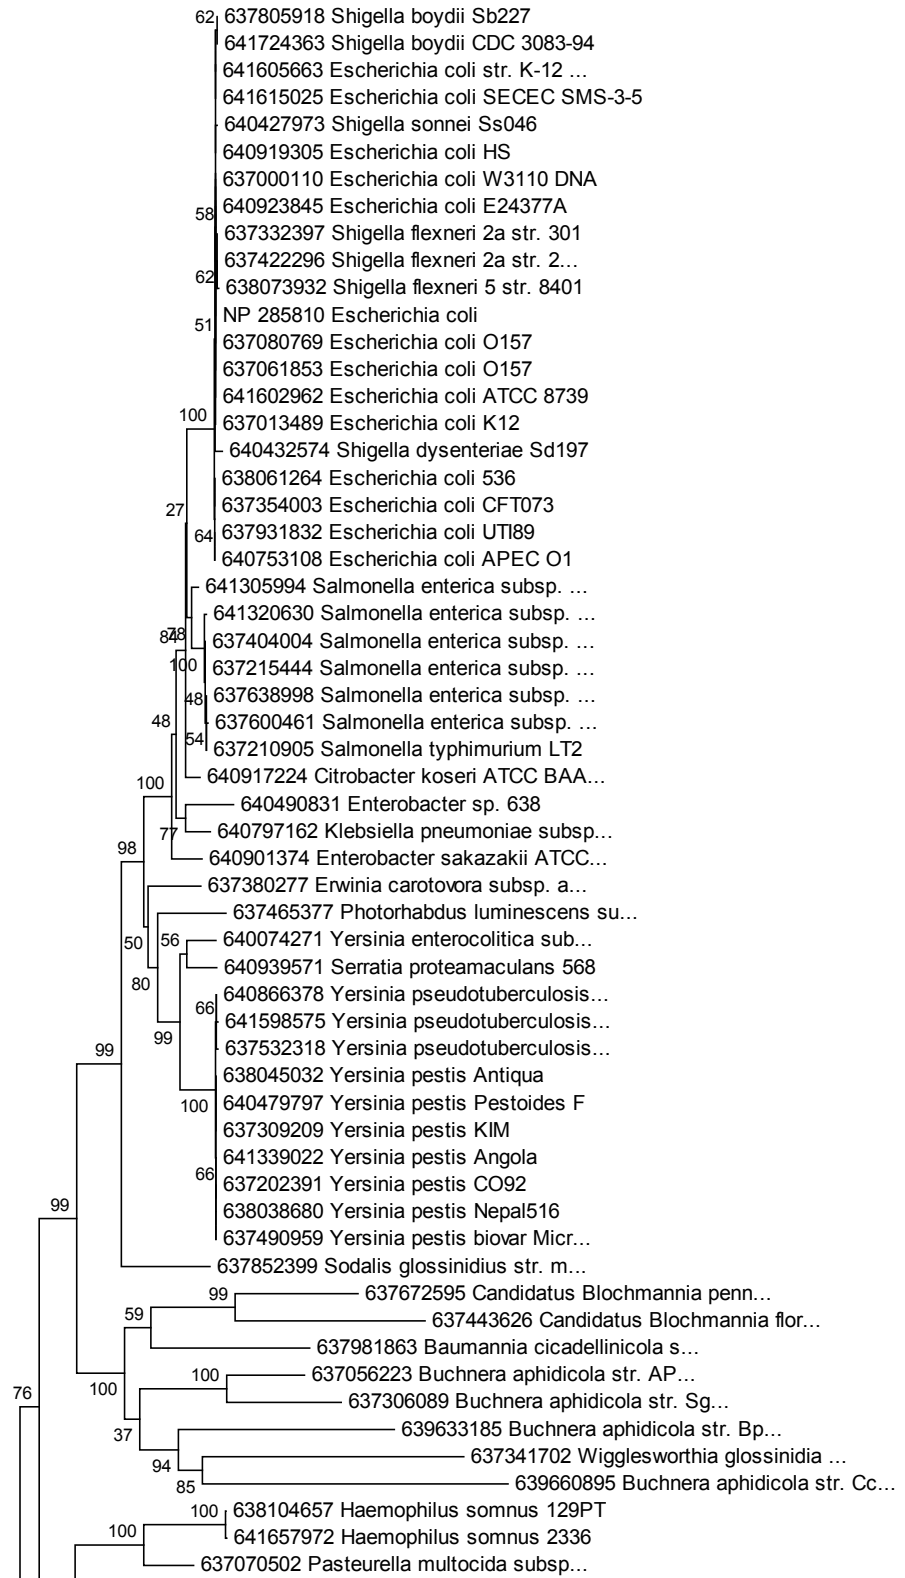 62 637805918 Shigella boydii Sb227
641724363 Shigella boydii CDC 3083-94
641605663 Escherichia coli str. K-12 ...
641615025 Escherichia coli SECEC SMS-3-5
640427973 Shigella sonnei Ss046
640919305 Escherichia coli HS
637000110 Escherichia coli W3110 DNA
640923845 Escherichia coli E24377A
58
637332397 Shigella flexneri 2a str. 301
637422296 Shigella flexneri 2a str. 2...
62
638073932 Shigella flexneri 5 str. 8401
NP 285810 Escherichia coli
51
637080769 Escherichia coli O157
637061853 Escherichia coli O157
641602962 Escherichia coli ATCC 8739
100
637013489 Escherichia coli K12
640432574 Shigella dysenteriae Sd197
638061264 Escherichia coli 536
637354003 Escherichia coli CFT073
27
637931832 Escherichia coli UTI89
64
640753108 Escherichia coli APEC O1
641305994 Salmonella enterica subsp. ...
641320630 Salmonella enterica subsp. ...
84
78
637404004 Salmonella enterica subsp. ...
100
637215444 Salmonella enterica subsp. ...
637638998 Salmonella enterica subsp. ...
48
637600461 Salmonella enterica subsp. ...
48
54
637210905 Salmonella typhimurium LT2
640917224 Citrobacter koseri ATCC BAA...
100
640490831 Enterobacter sp. 638
640797162 Klebsiella pneumoniae subsp...
77
98
640901374 Enterobacter sakazakii ATCC...
637380277 Erwinia carotovora subsp. a...
637465377 Photorhabdus luminescens su...
50
56
640074271 Yersinia enterocolitica sub...
640939571 Serratia proteamaculans 568
80
640866378 Yersinia pseudotuberculosis...
66
641598575 Yersinia pseudotuberculosis...
99
637532318 Yersinia pseudotuberculosis...
99
638045032 Yersinia pestis Antiqua
640479797 Yersinia pestis Pestoides F
100
637309209 Yersinia pestis KIM
641339022 Yersinia pestis Angola
66
637202391 Yersinia pestis CO92
99
638038680 Yersinia pestis Nepal516
637490959 Yersinia pestis biovar Micr...
637852399 Sodalis glossinidius str. m...
99
637672595 Candidatus Blochmannia penn...
59
637443626 Candidatus Blochmannia flor...
637981863 Baumannia cicadellinicola s...
100
637056223 Buchnera aphidicola str. AP...
100
76
637306089 Buchnera aphidicola str. Sg...
639633185 Buchnera aphidicola str. Bp...
37
637341702 Wigglesworthia glossinidia ...
94
639660895 Buchnera aphidicola str. Cc...
85
100
638104657 Haemophilus somnus 129PT
100
641657972 Haemophilus somnus 2336
637070502 Pasteurella multocida subsp...